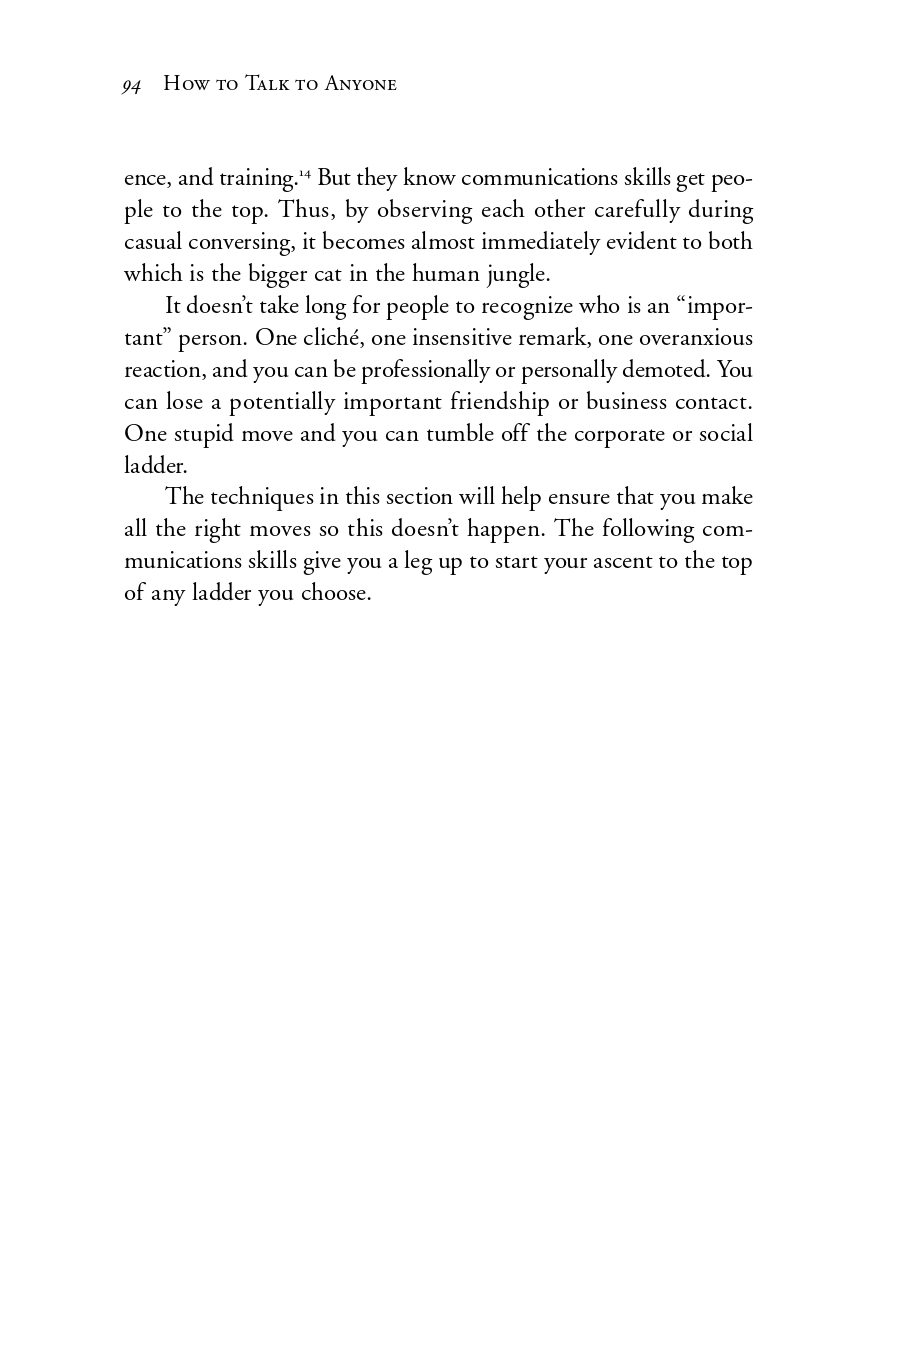 94 How to Talk to Anyone
ence, and training.¹⁴ But they know communications skills get peo-
ple to the top. Thus, by observing each other carefully during
casual conversing, it becomes almost immediately evident to both
which is the bigger cat in the human jungle.
It doesn’t take long for people to recognize who is an “impor-
tant” person. One cliché, one insensitive remark, one overanxious
reaction, and you can be professionally or personally demoted. You
can lose a potentially important friendship or business contact.
One stupid move and you can tumble off the corporate or social
ladder.
The techniques in this section will help ensure that you make
all the right moves so this doesn’t happen. The following com-
munications skills give you a leg up to start your ascent to the top
of any ladder you choose.